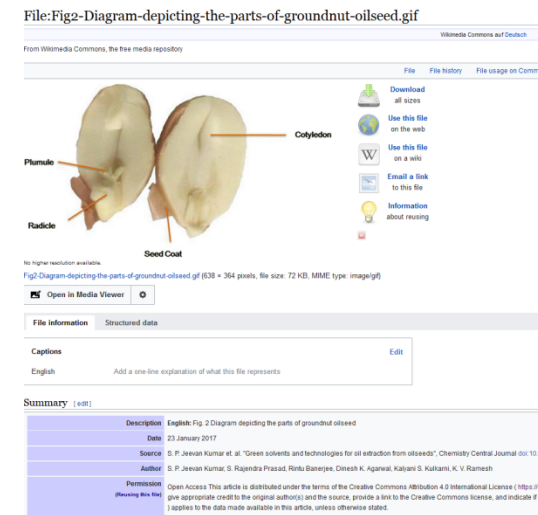 File:Fig2-Diagram-depicting-the-parts-of-groundnut-oilseed.gif
Wikimedia Commons auf Deutsch
From Wikimedia Commons, the free media repository
File File history File usage on Comm
Download
all sizes
Use this file
on the web
Use this file
on a wiki
Email a link
to this file
Information
about reusing
Cotyledon
Plumule
Radicle
Seed Coat
No higher resolution available.
Fig2-Diagram-depicting-the-parts-of-groundnut-oilseed.gif (638 × 364 pixels, file size: 72 KB, MIME type: image/gif)
Open in Media Viewer
File information Structured data
Captions Edit
English Add a one-line explanation of what this file represents
Summary [edit]
Description English: Fig. 2 Diagram depicting the parts of groundnut oilseed
Date 23 January 2017
Source S. P. Jeevan Kumar et. al. "Green solvents and technologies for oil extraction from oilseeds", Chemistry Central Journal doi:10.
Author S. P. Jeevan Kumar, S. Rajendra Prasad, Rintu Banerjee, Dinesh K. Agarwal, Kalyani S. Kulkarni, K. V. Ramesh
Permission
(Reusing this file)
Open Access This article is distributed under the terms of the Creative Commons Attribution 4.0 International License ( https://
give appropriate credit to the original author(s) and the source, provide a link to the Creative Commons license, and indicate if
) applies to the data made available in this article, unless otherwise stated.